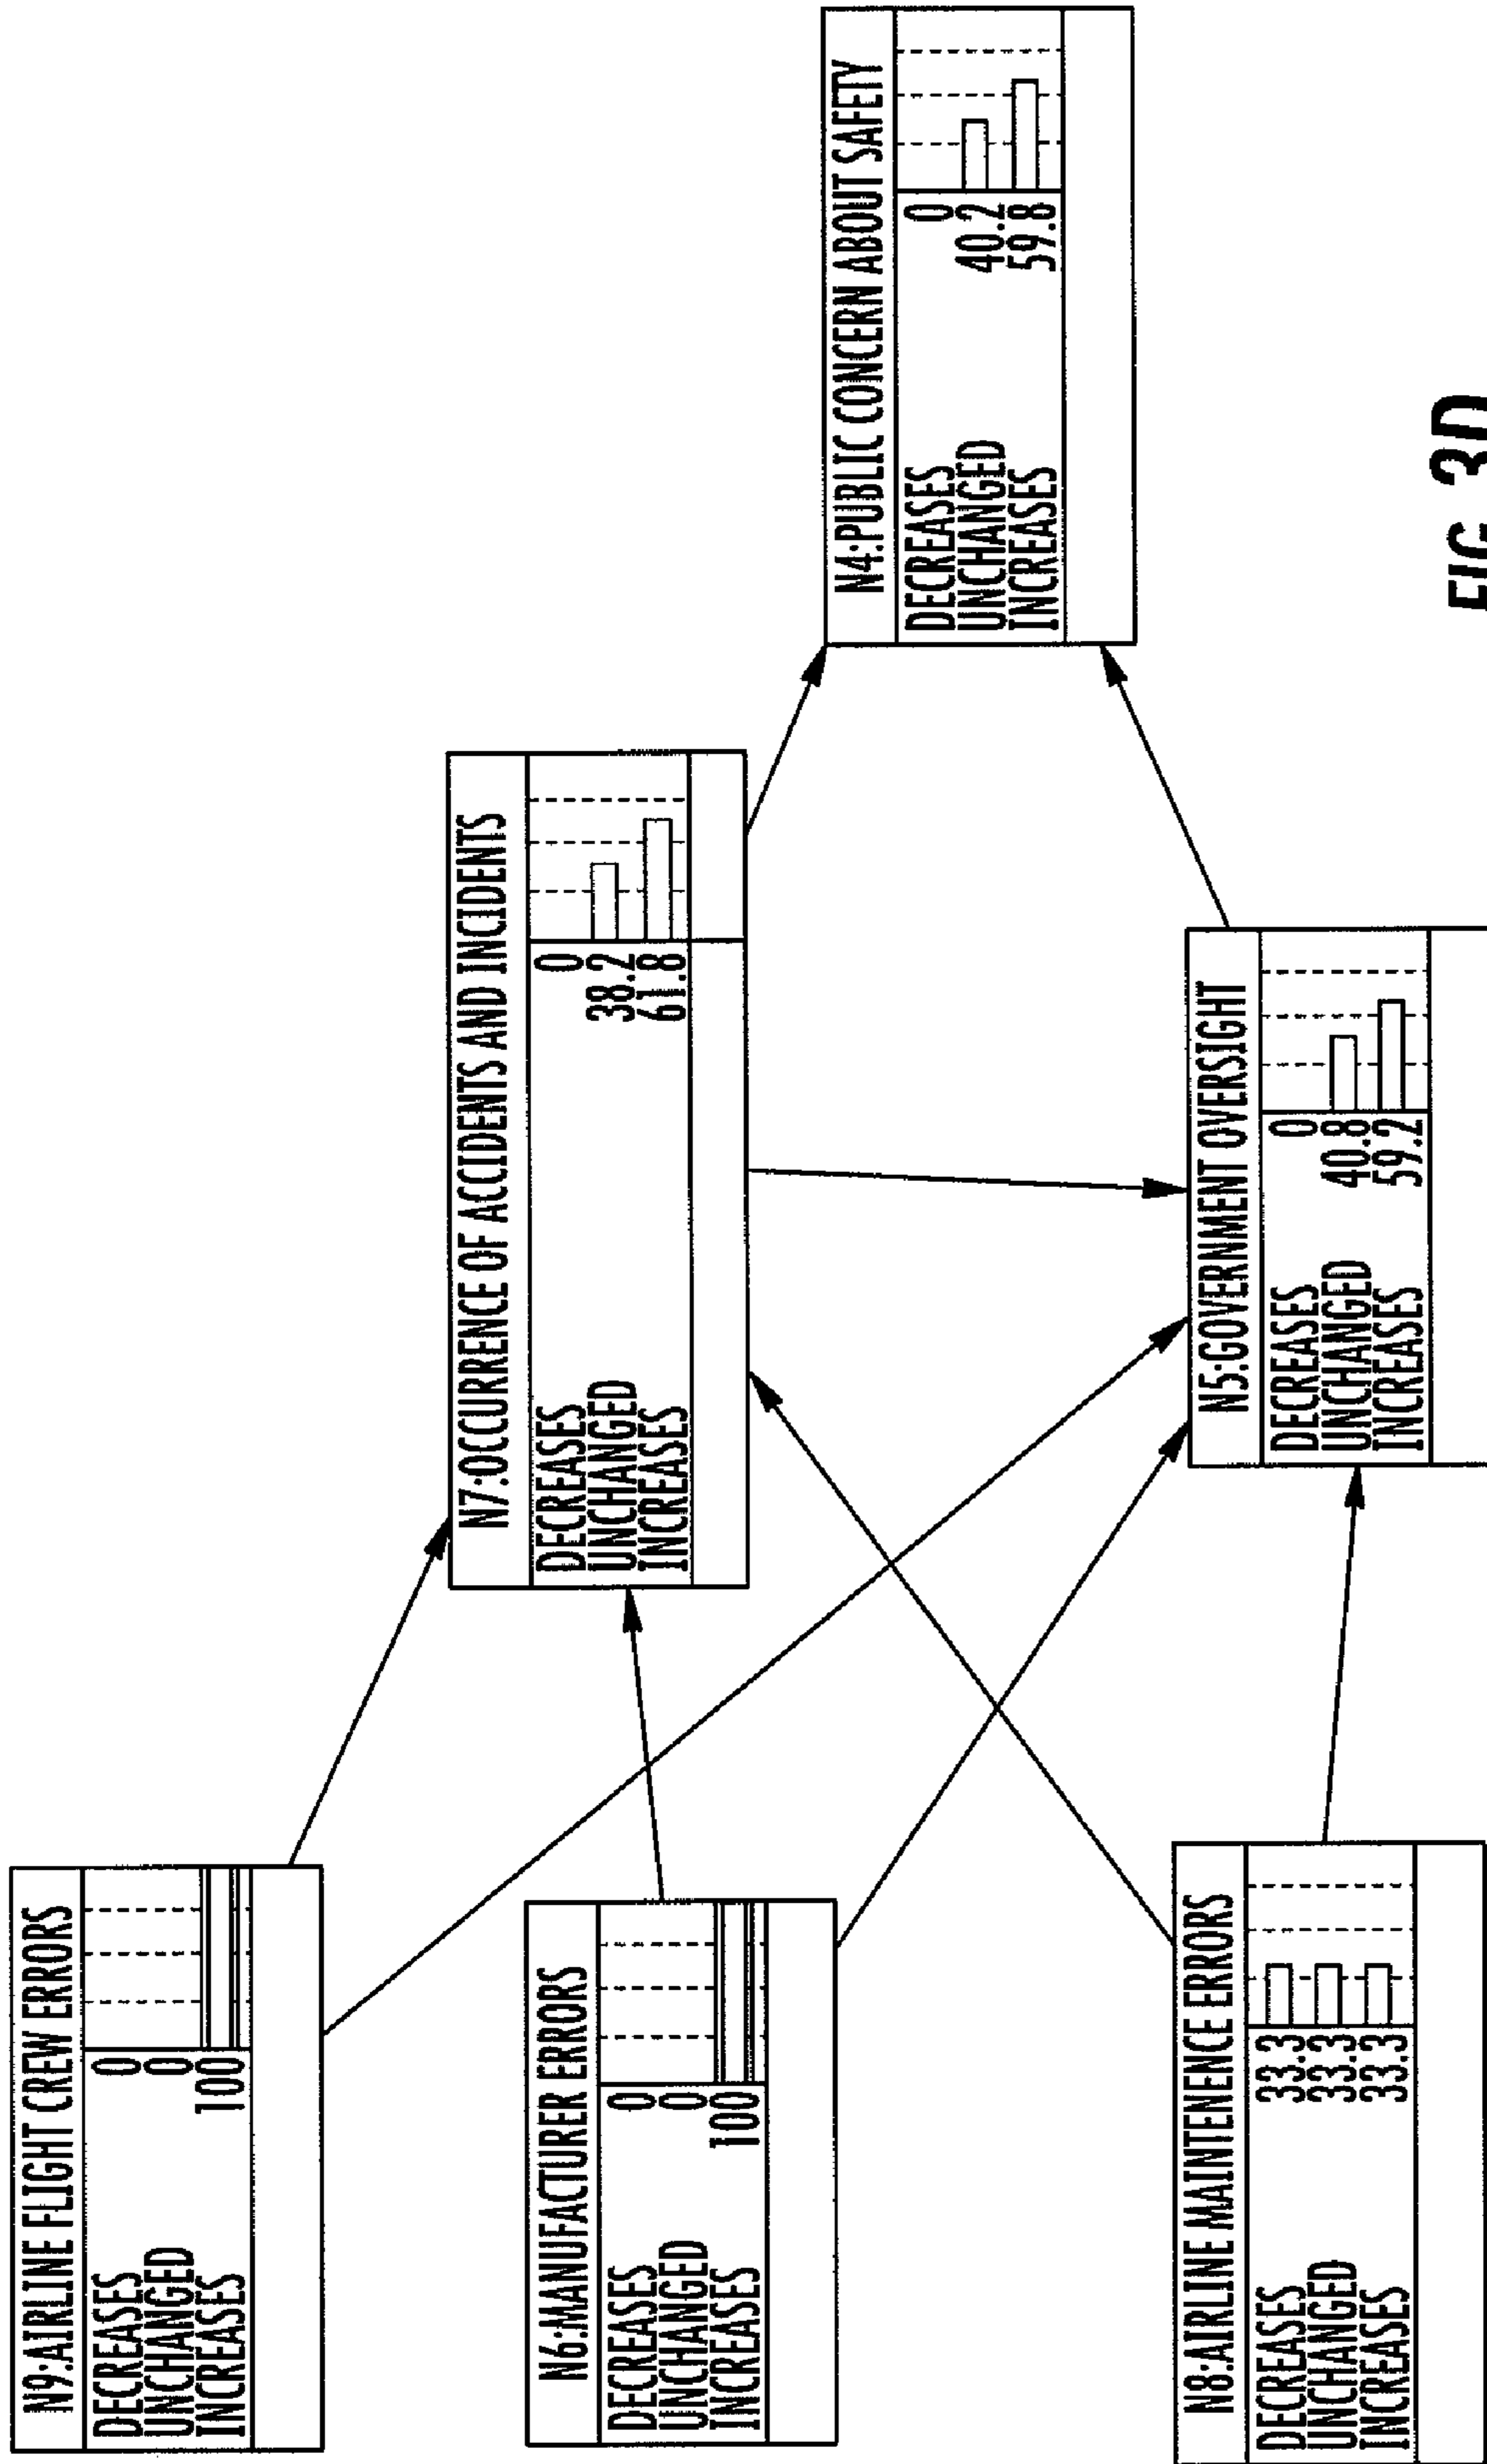 N9:AIRLINE FLIGHT CREW ERRORS
DECREASES 0
UNCHANGED 0
INCREASES 100
N6:MANUFACTURER ERRORS
DECREASES 0
UNCHANGED 0
INCREASES 100
N8:AIRLINE MAINTENENCE ERRORS
DECREASES 33.3
UNCHANGED 33.3
INCREASES 33.3
N7:OCCURRENCE OF ACCIDENTS AND INCIDENTS
DECREASES 0
UNCHANGED 38.2
INCREASES 61.8
N5:GOVERNMENT OVERSIGHT
DECREASES 0
UNCHANGED 40.8
INCREASES 59.2
N4:PUBLIC CONCERN ABOUT SAFETY
DECREASES 0
UNCHANGED 40.2
INCREASES 59.8
FIG. 3D